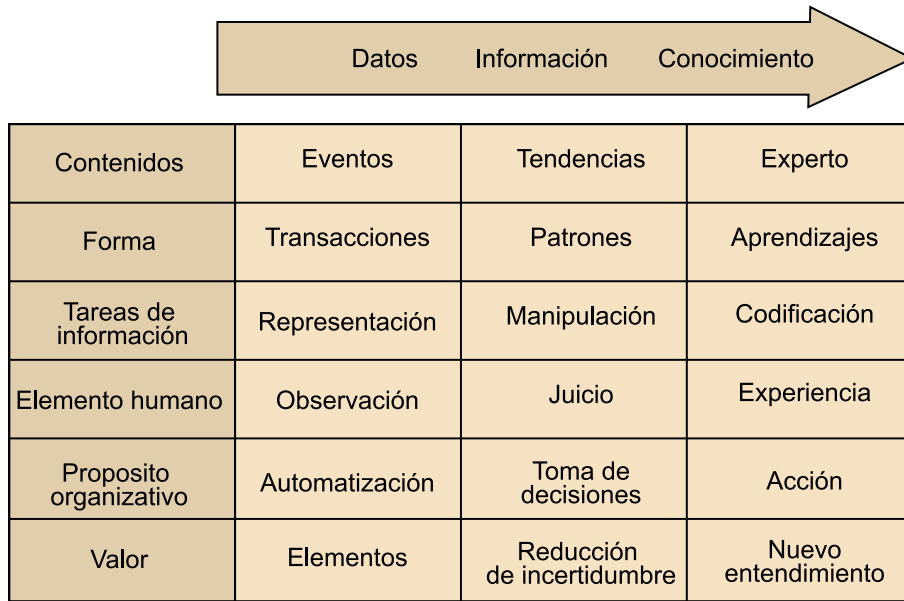 Datos Información Conocimiento
Contenidos Eventos Tendencias Experto
Forma Transacciones Patrones Aprendizajes
Tareas de
información Representación Manipulación Codificación
Elemento humano Observación Juicio Experiencia
Proposito
organizativo Automatización Toma de
decisiones Acción
Valor Elementos Reducción
de incertidumbre Nuevo
entendimiento